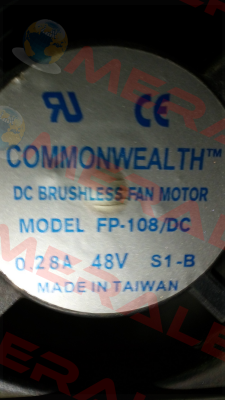 UR CE
COMMONWEALTH™
DC BRUSHLESS FAN MOTOR
MODEL FP-108/DC
0.28A 48V S1-B
MADE IN TAIWAN